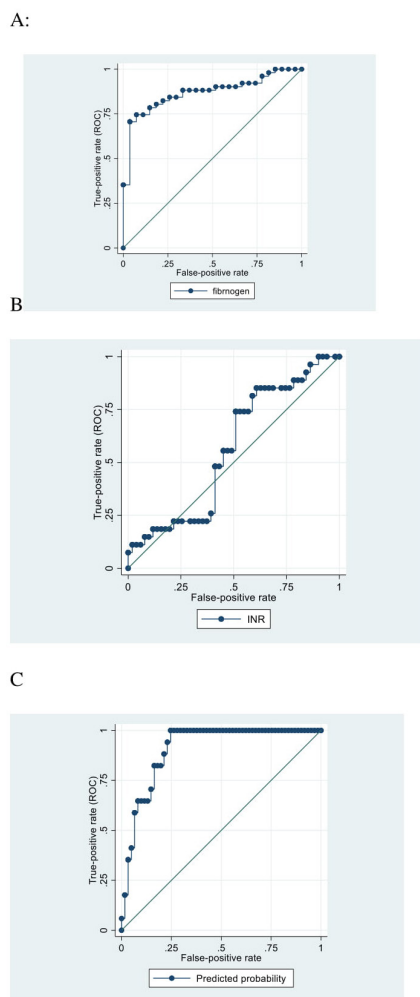 A:
True-positive rate (ROC)
1
.75
.5
.25
0
0 .25 .5 .75 1
False-positive rate
fibrnogen
B
True-positive rate (ROC)
1
.75
.5
.25
0
0 .25 .5 .75 1
False-positive rate
INR
C
True-positive rate (ROC)
1
.75
.5
.25
0
0 .25 .5 .75 1
False-positive rate
Predicted probability